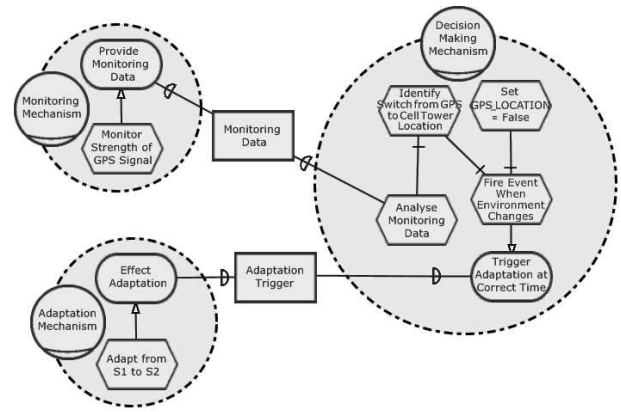 Provide
Monitoring
Data
Monitoring
Mechanism
Monitor
Strength of
GPS Signal
Monitoring
Data
Decision
Making
Mechanism
Identify
Switch from GPS
to Cell Tower
Location
Set
GPS_LOCATION
= False
Analyse
Monitoring
Data
Fire Event
When
Environment
Changes
Trigger
Adaptation at
Correct Time
Effect
Adaptation
Adaptation
Trigger
Adaptation
Mechanism
Adapt from
S1 to S2